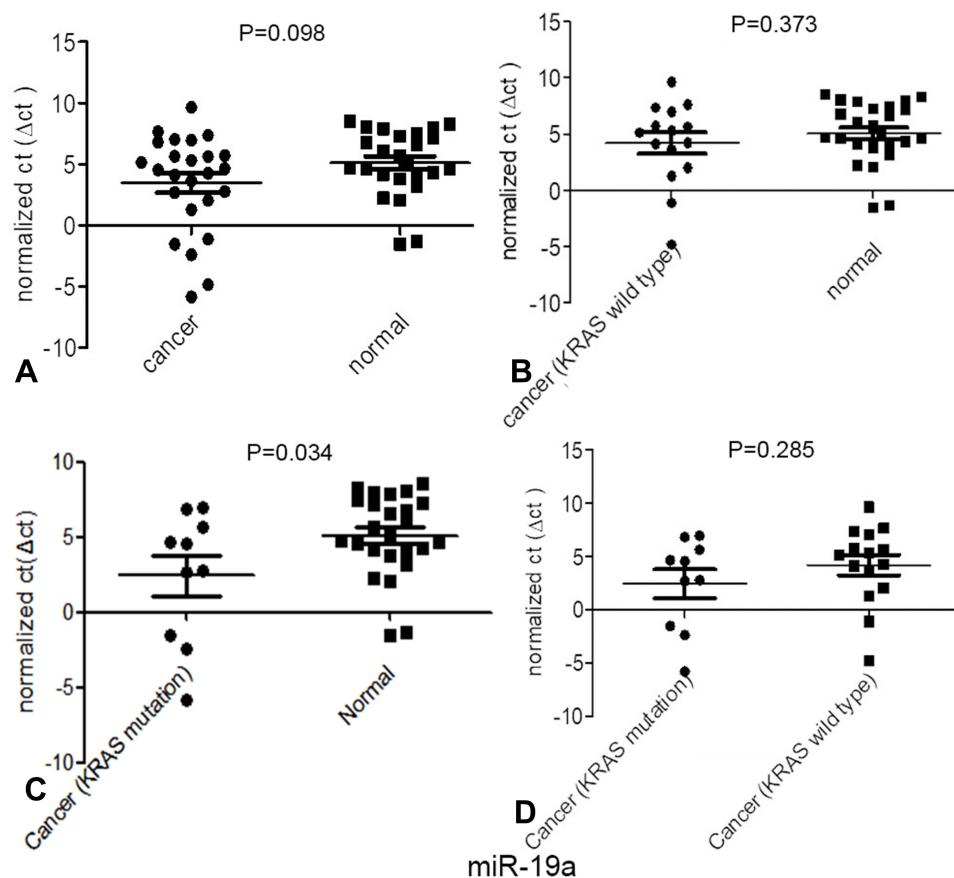 P=0.098
15
10
5
0
-5
-10
normalized ct ( Δct )
cancer
normal
A
P=0.373
15
10
5
0
-5
-10
normalized ct ( Δct )
cancer (KRAS wild type)
normal
B
P=0.034
10
5
0
-5
-10
normalized ct( Δct)
Cancer (KRAS mutation)
Normal
C
P=0.285
15
10
5
0
-5
-10
normalized ct ( Δct )
Cancer (KRAS mutation)
Cancer (KRAS wild type)
D
miR-19a